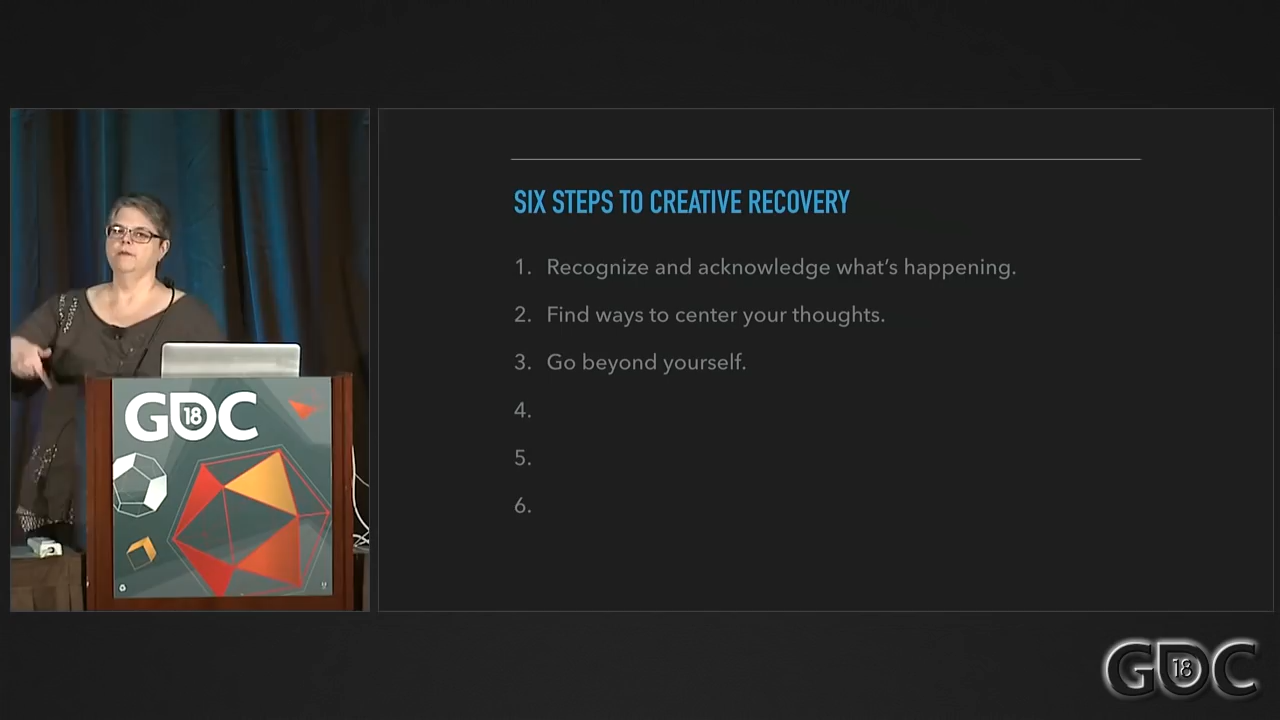 SIX STEPS TO CREATIVE RECOVERY
1. Recognize and acknowledge what's happening.
2. Find ways to center your thoughts.
3. Go beyond yourself.
4.
5.
6.
GDC 18
GDC 18